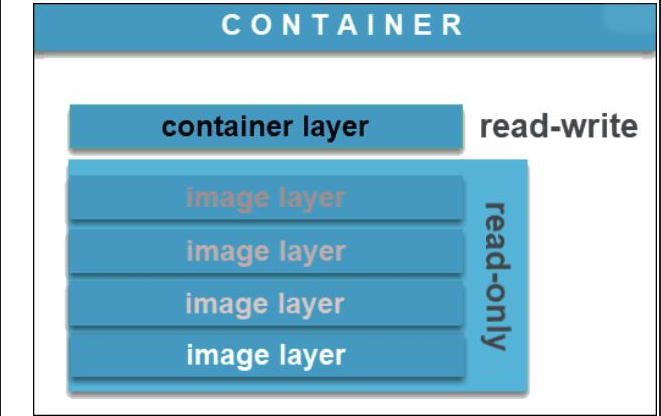 CONTAINER
container layer
read-write
image layer
image layer
image layer
image layer
read-only